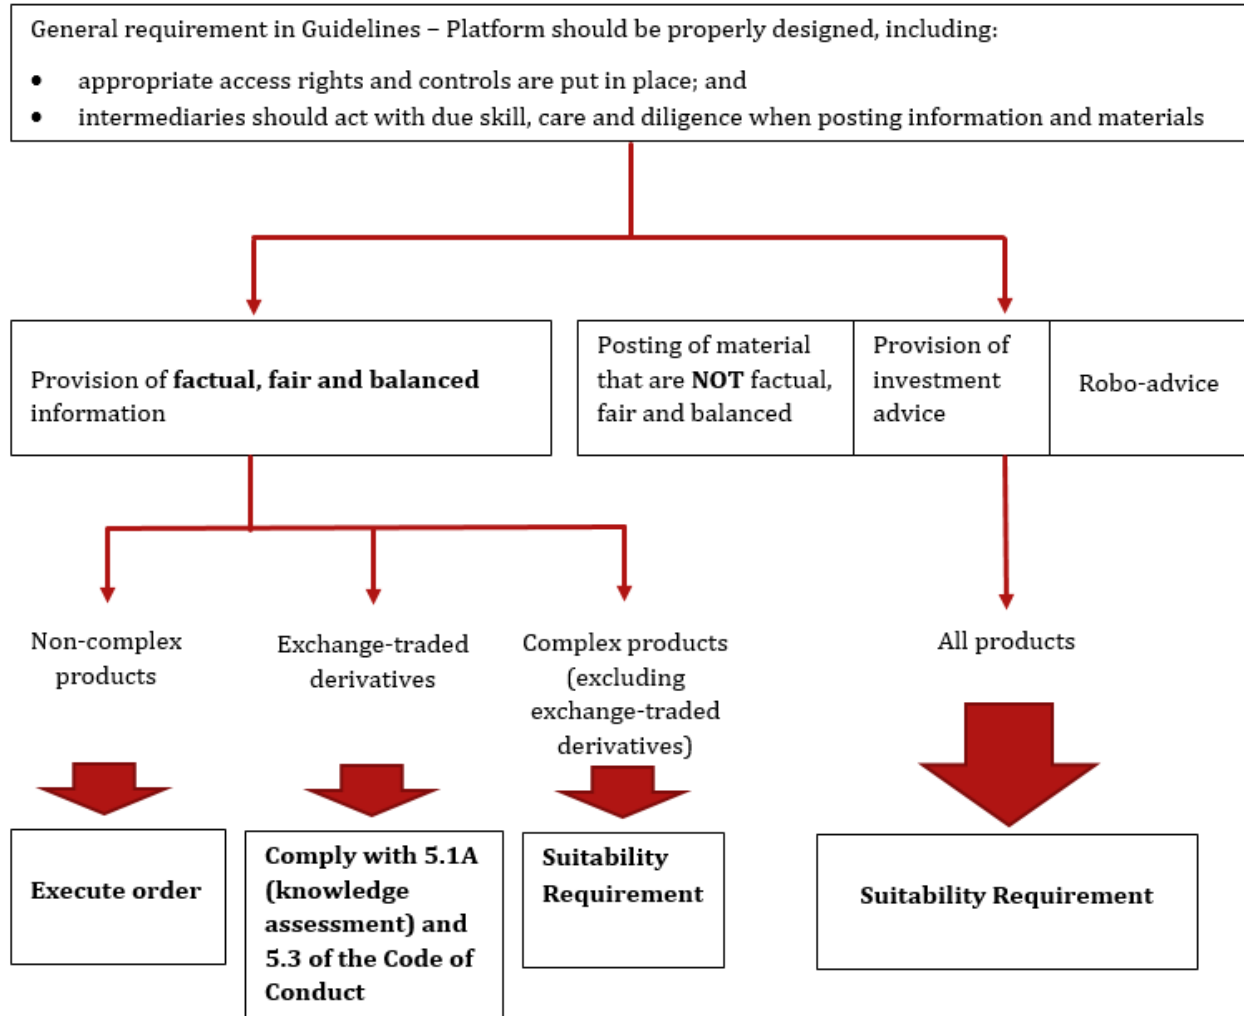 General requirement in Guidelines – Platform should be properly designed, including:
• appropriate access rights and controls are put in place; and
• intermediaries should act with due skill, care and diligence when posting information and materials
Provision of factual, fair and balanced
information
Posting of material
that are NOT factual,
fair and balanced
Provision of
investment
advice
Robo-advice
Non-complex
products
Exchange-traded
derivatives
Complex products
(excluding
exchange-traded
derivatives)
All products
Execute order
Comply with 5.1A
(knowledge
assessment) and
5.3 of the Code of
Conduct
Suitability
Requirement
Suitability Requirement